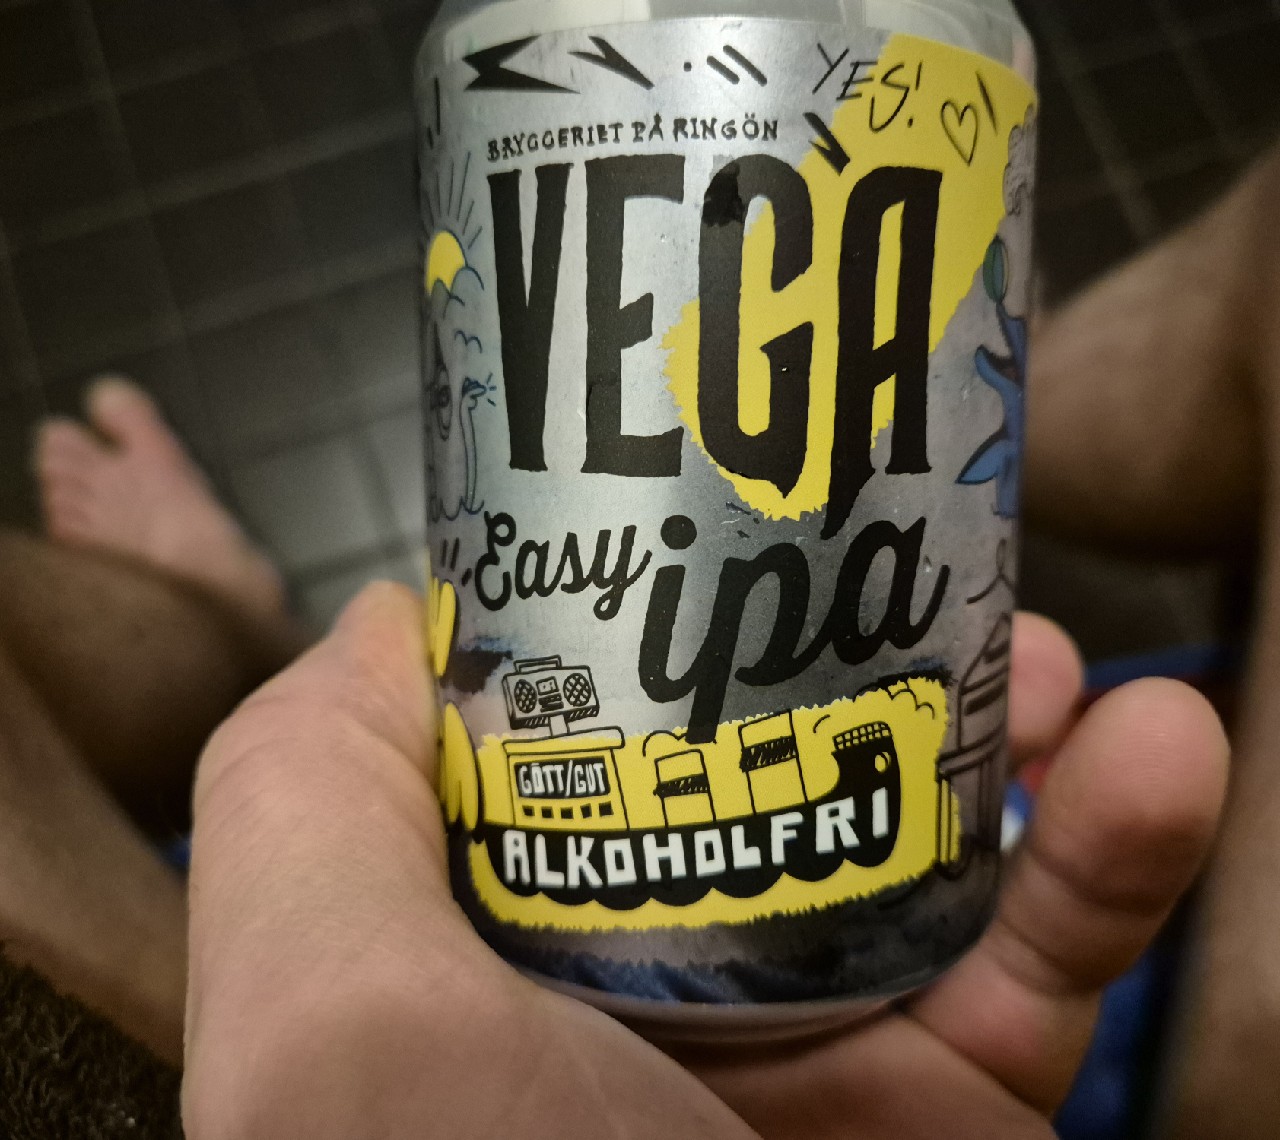 YES!
BRYGGERIET PÅ RINGÖN
VEGA
Easy ipa
GÖTT/GUT
ALKOHOLFRI